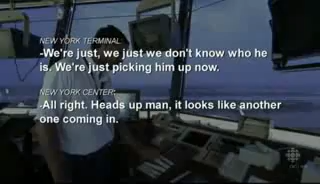 NEW YORK TERMINAL:
-We're just, we just we don't know who he
is. We're just picking him up now.
NEW YORK CENTER:
-All right. Heads up man, it looks like another
one coming in.